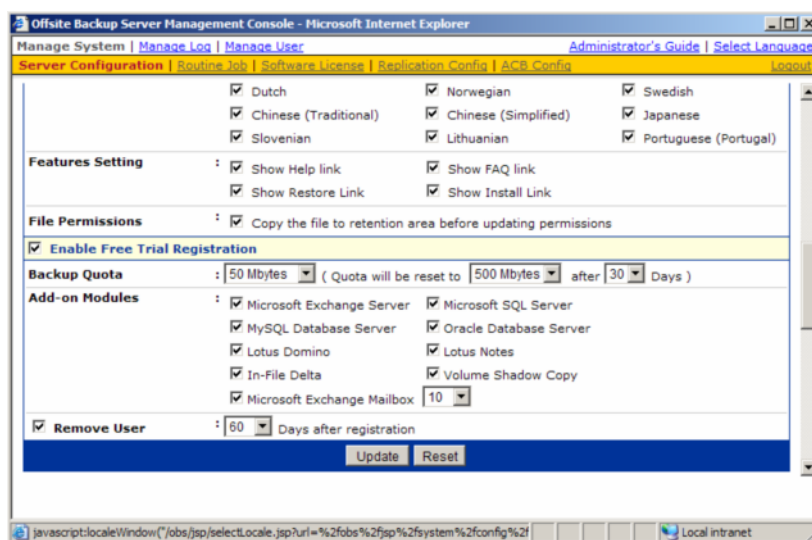 Offsite Backup Server Management Console - Microsoft Internet Explorer
Manage System | Manage Log | Manage User Administrator's Guide | Select Language
Server Configuration | Routine Job | Software License | Replication Config | ACB Config Logout
Dutch Norwegian Swedish
Chinese (Traditional) Chinese (Simplified) Japanese
Slovenian Lithuanian Portuguese (Portugal)
Features Setting : Show Help link Show FAQ link
Show Restore Link Show Install Link
File Permissions : Copy the file to retention area before updating permissions
Enable Free Trial Registration
Backup Quota : 50 Mbytes ( Quota will be reset to 500 Mbytes after 30 Days )
Add-on Modules : Microsoft Exchange Server Microsoft SQL Server
MySQL Database Server Oracle Database Server
Lotus Domino Lotus Notes
In-File Delta Volume Shadow Copy
Microsoft Exchange Mailbox 10
Remove User : 60 Days after registration
Update Reset
javascript:localeWindow("/obs/jsp/selectLocale.jsp?url=%2fobs%2fjsp%2fsystem%2fconfig%2f Local intranet